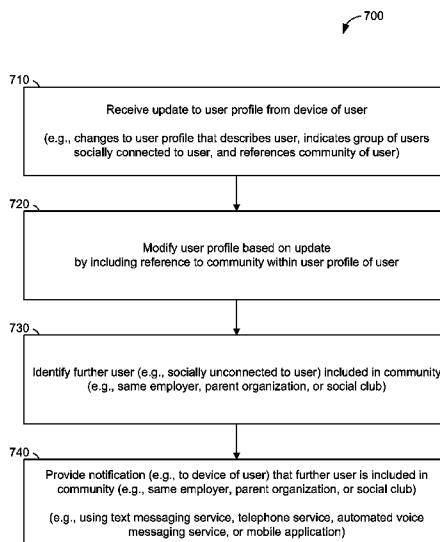 700
710
Receive update to user profile from device of user
(e.g., changes to user profile that describes user, indicates group of users
socially connected to user, and references community of user)
720
Modify user profile based on update
by including reference to community within user profile of user
730
Identify further user (e.g., socially unconnected to user) included in community
(e.g., same employer, parent organization, or social club)
740
Provide notification (e.g., to device of user) that further user is included in
community (e.g., same employer, parent organization, or social club)
(e.g., using text messaging service, telephone service, automated voice
messaging service, or mobile application)